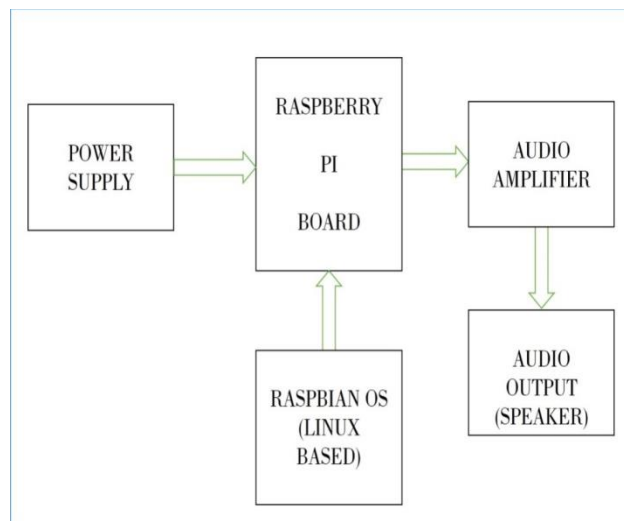 POWER
SUPPLY
RASPBERRY
PI
BOARD
AUDIO
AMPLIFIER
RASPBIAN OS
(LINUX
BASED)
AUDIO
OUTPUT
(SPEAKER)